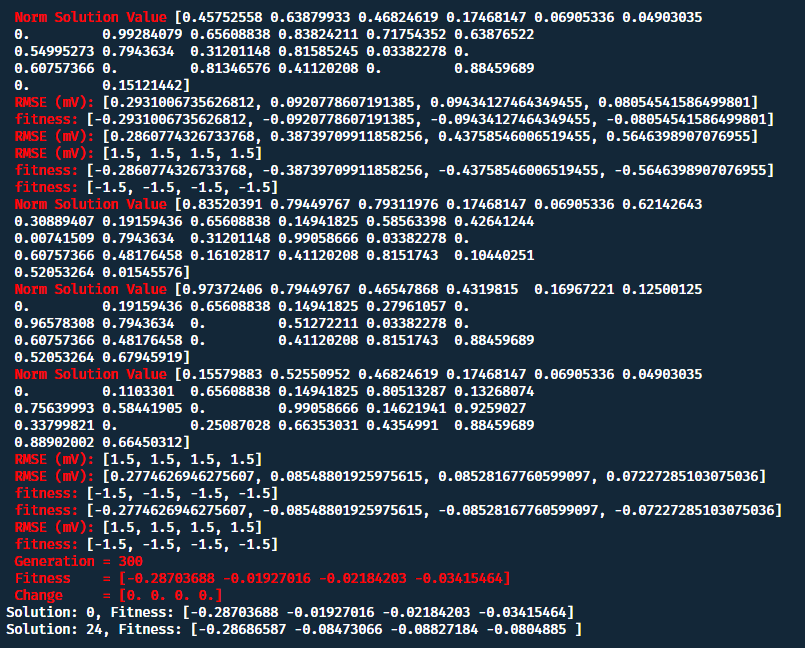 Norm Solution Value [0.45752558 0.63879933 0.46824619 0.17468147 0.06905336 0.04903035
0. 0.99284079 0.65608838 0.83824211 0.71754352 0.63876522
0.54995273 0.7943634 0.31201148 0.81585245 0.03382278 0.
0.60757366 0. 0.81346576 0.41120208 0. 0.88459689
0. 0.15121442]
RMSE (mV): [0.2931006735626812, 0.0920778607191385, 0.09434127464349455, 0.08054541586499801]
fitness: [-0.2931006735626812, -0.0920778607191385, -0.09434127464349455, -0.08054541586499801]
RMSE (mV): [0.2860774326733768, 0.38739709911858256, 0.43758546006519455, 0.5646398907076955]
RMSE (mV): [1.5, 1.5, 1.5, 1.5]
fitness: [-0.2860774326733768, -0.38739709911858256, -0.43758546006519455, -0.5646398907076955]
fitness: [-1.5, -1.5, -1.5, -1.5]
Norm Solution Value [0.83520391 0.79449767 0.79311976 0.17468147 0.06905336 0.62142643
0.30889407 0.19159436 0.65608838 0.14941825 0.58563398 0.42641244
0.00741509 0.7943634 0.31201148 0.99058666 0.03382278 0.
0.60757366 0.48176458 0.16102817 0.41120208 0.8151743 0.10440251
0.52053264 0.01545576]
Norm Solution Value [0.97372406 0.79449767 0.46547868 0.4319815 0.16967221 0.12500125
0. 0.19159436 0.65608838 0.14941825 0.27961057 0.
0.96578308 0.7943634 0. 0.51272211 0.03382278 0.
0.60757366 0.48176458 0. 0.41120208 0.8151743 0.88459689
0.52053264 0.67945919]
Norm Solution Value [0.15579883 0.52550952 0.46824619 0.17468147 0.06905336 0.04903035
0. 0.1103301 0.65608838 0.14941825 0.80513287 0.13268074
0.75639993 0.58441905 0. 0.99058666 0.14621941 0.9259027
0.33799821 0. 0.25087028 0.66353031 0.4354991 0.88459689
0.88902002 0.66450312]
RMSE (mV): [1.5, 1.5, 1.5, 1.5]
RMSE (mV): [0.2774626946275607, 0.08548801925975615, 0.08528167760599097, 0.07227285103075036]
fitness: [-1.5, -1.5, -1.5, -1.5]
fitness: [-0.2774626946275607, -0.08548801925975615, -0.08528167760599097, -0.07227285103075036]
RMSE (mV): [1.5, 1.5, 1.5, 1.5]
fitness: [-1.5, -1.5, -1.5, -1.5]
Generation = 300
Fitness = [-0.28703688 -0.01927016 -0.02184203 -0.03415464]
Change = [0. 0. 0. 0.]
Solution: 0, Fitness: [-0.28703688 -0.01927016 -0.02184203 -0.03415464]
Solution: 24, Fitness: [-0.28686587 -0.08473066 -0.08827184 -0.0804885 ]